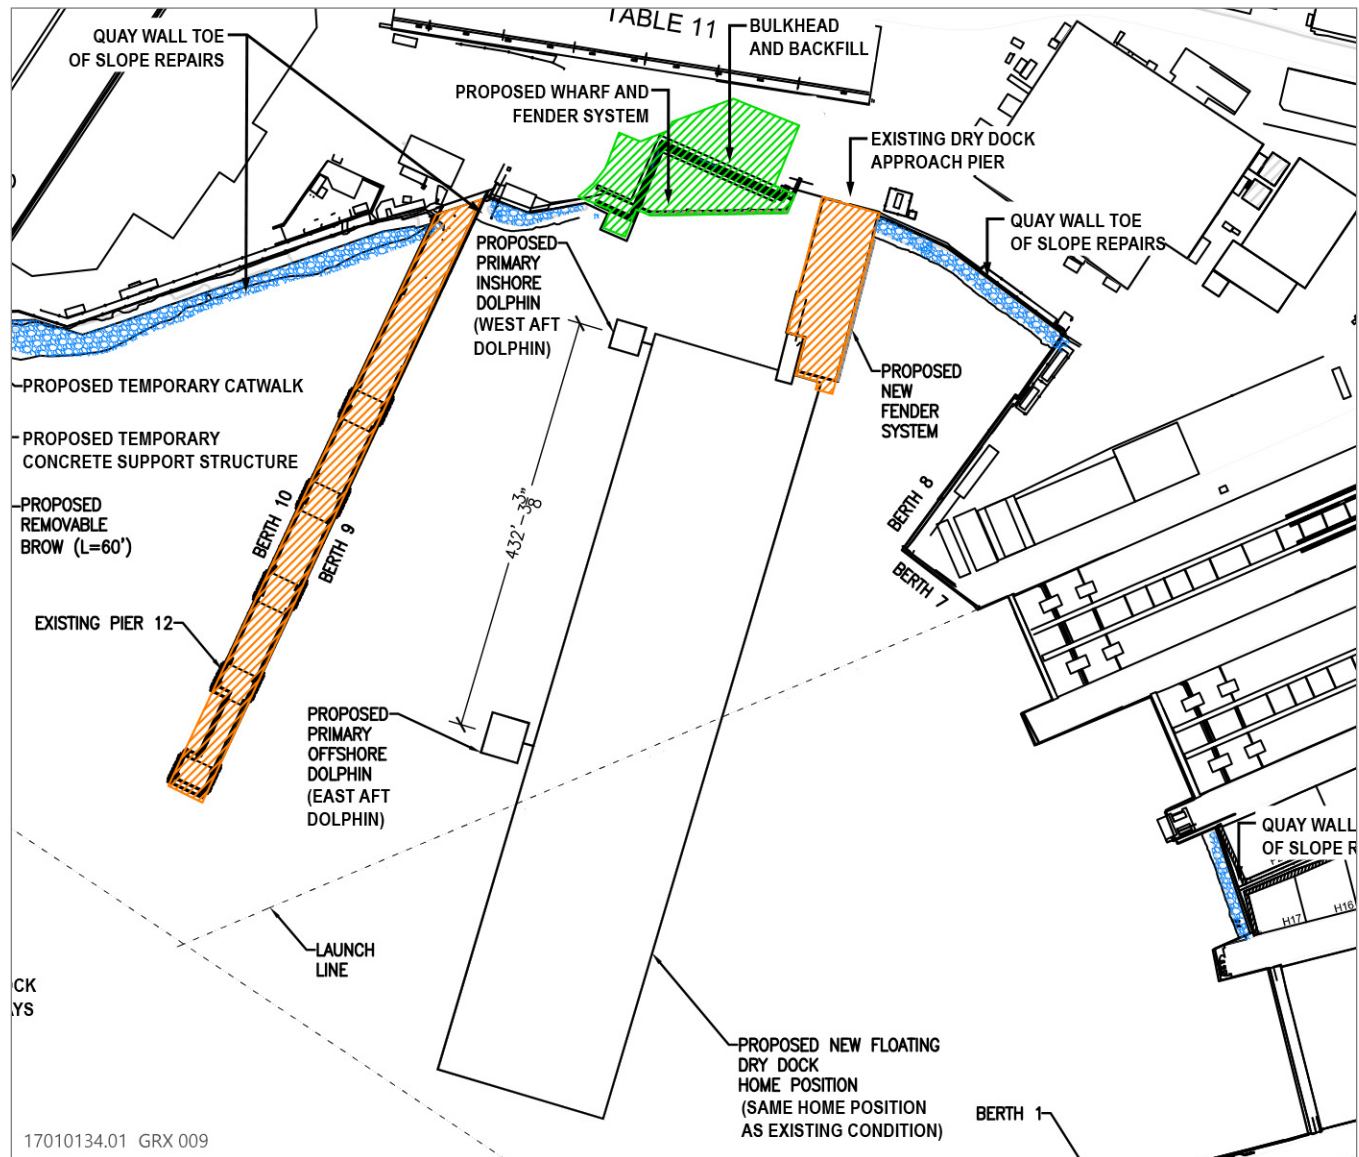 TABLE 11
QUAY WALL TOE
OF SLOPE REPAIRS
BULKHEAD
AND BACKFILL
PROPOSED WHARF AND
FENDER SYSTEM
EXISTING DRY DOCK
APPROACH PIER
QUAY WALL TOE
OF SLOPE REPAIRS
PROPOSED
PRIMARY
INSHORE
DOLPHIN
(WEST AFT
DOLPHIN)
PROPOSED TEMPORARY CATWALK
PROPOSED
NEW
FENDER
SYSTEM
PROPOSED TEMPORARY
CONCRETE SUPPORT STRUCTURE
PROPOSED
REMOVABLE
BROW (L=60')
BERTH 10
BERTH 9
432'-3 3/8"
BERTH 8
BERTH 7
EXISTING PIER 12
PROPOSED
PRIMARY
OFFSHORE
DOLPHIN
(EAST AFT
DOLPHIN)
QUAY WALL
OF SLOPE R
H17
H16
LAUNCH
LINE
CK
YS
PROPOSED NEW FLOATING
DRY DOCK
HOME POSITION
(SAME HOME POSITION
AS EXISTING CONDITION)
BERTH 1
17010134.01 GRX 009